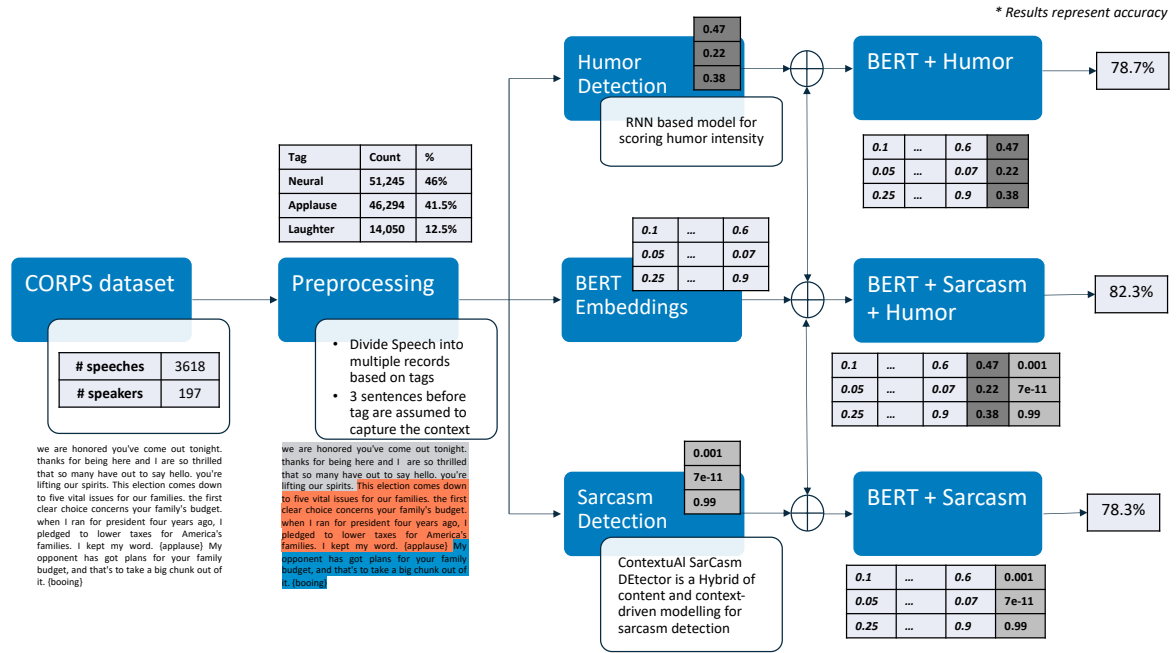 * Results represent accuracy
Humor
Detection
0.47
0.22
0.38
RNN based model for
scoring humor intensity
BERT + Humor
78.7%
0.1 ... 0.6 0.47
0.05 ... 0.07 0.22
0.25 ... 0.9 0.38
Tag Count %
Neural 51,245 46%
Applause 46,294 41.5%
Laughter 14,050 12.5%
CORPS dataset
# speeches 3618
# speakers 197
we are honored you've come out tonight.
thanks for being here and I are so thrilled
that so many have out to say hello. you're
lifting our spirits. This election comes down
to five vital issues for our families. the first
clear choice concerns your family's budget.
when I ran for president four years ago, I
pledged to lower taxes for America's
families. I kept my word. {applause} My
opponent has got plans for your family
budget, and that's to take a big chunk out of
it. {booing}
Preprocessing
• Divide Speech into
multiple records
based on tags
• 3 sentences before
tag are assumed to
capture the context
we are honored you've come out tonight.
thanks for being here and I are so thrilled
that so many have out to say hello. you're
lifting our spirits. This election comes down
to five vital issues for our families. the first
clear choice concerns your family's budget.
when I ran for president four years ago, I
pledged to lower taxes for America's
families. I kept my word. {applause} My
opponent has got plans for your family
budget, and that's to take a big chunk out of
it. {booing}
BERT
Embeddings
0.1 ... 0.6
0.05 ... 0.07
0.25 ... 0.9
BERT + Sarcasm
+ Humor
82.3%
0.1 ... 0.6 0.47 0.001
0.05 ... 0.07 0.22 7e-11
0.25 ... 0.9 0.38 0.99
Sarcasm
Detection
0.001
7e-11
0.99
ContextuAl SarCasm
DEtector is a Hybrid of
content and context-
driven modelling for
sarcasm detection
BERT + Sarcasm
78.3%
0.1 ... 0.6 0.001
0.05 ... 0.07 7e-11
0.25 ... 0.9 0.99